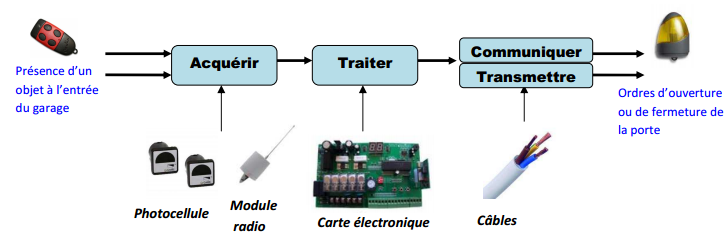 Présence d'un
objet à l'entrée
du garage
Acquérir
Traiter
Communiquer
Transmettre
Ordres d'ouverture
ou de fermeture de
la porte
Photocellule
Module
radio
Carte électronique
Câbles